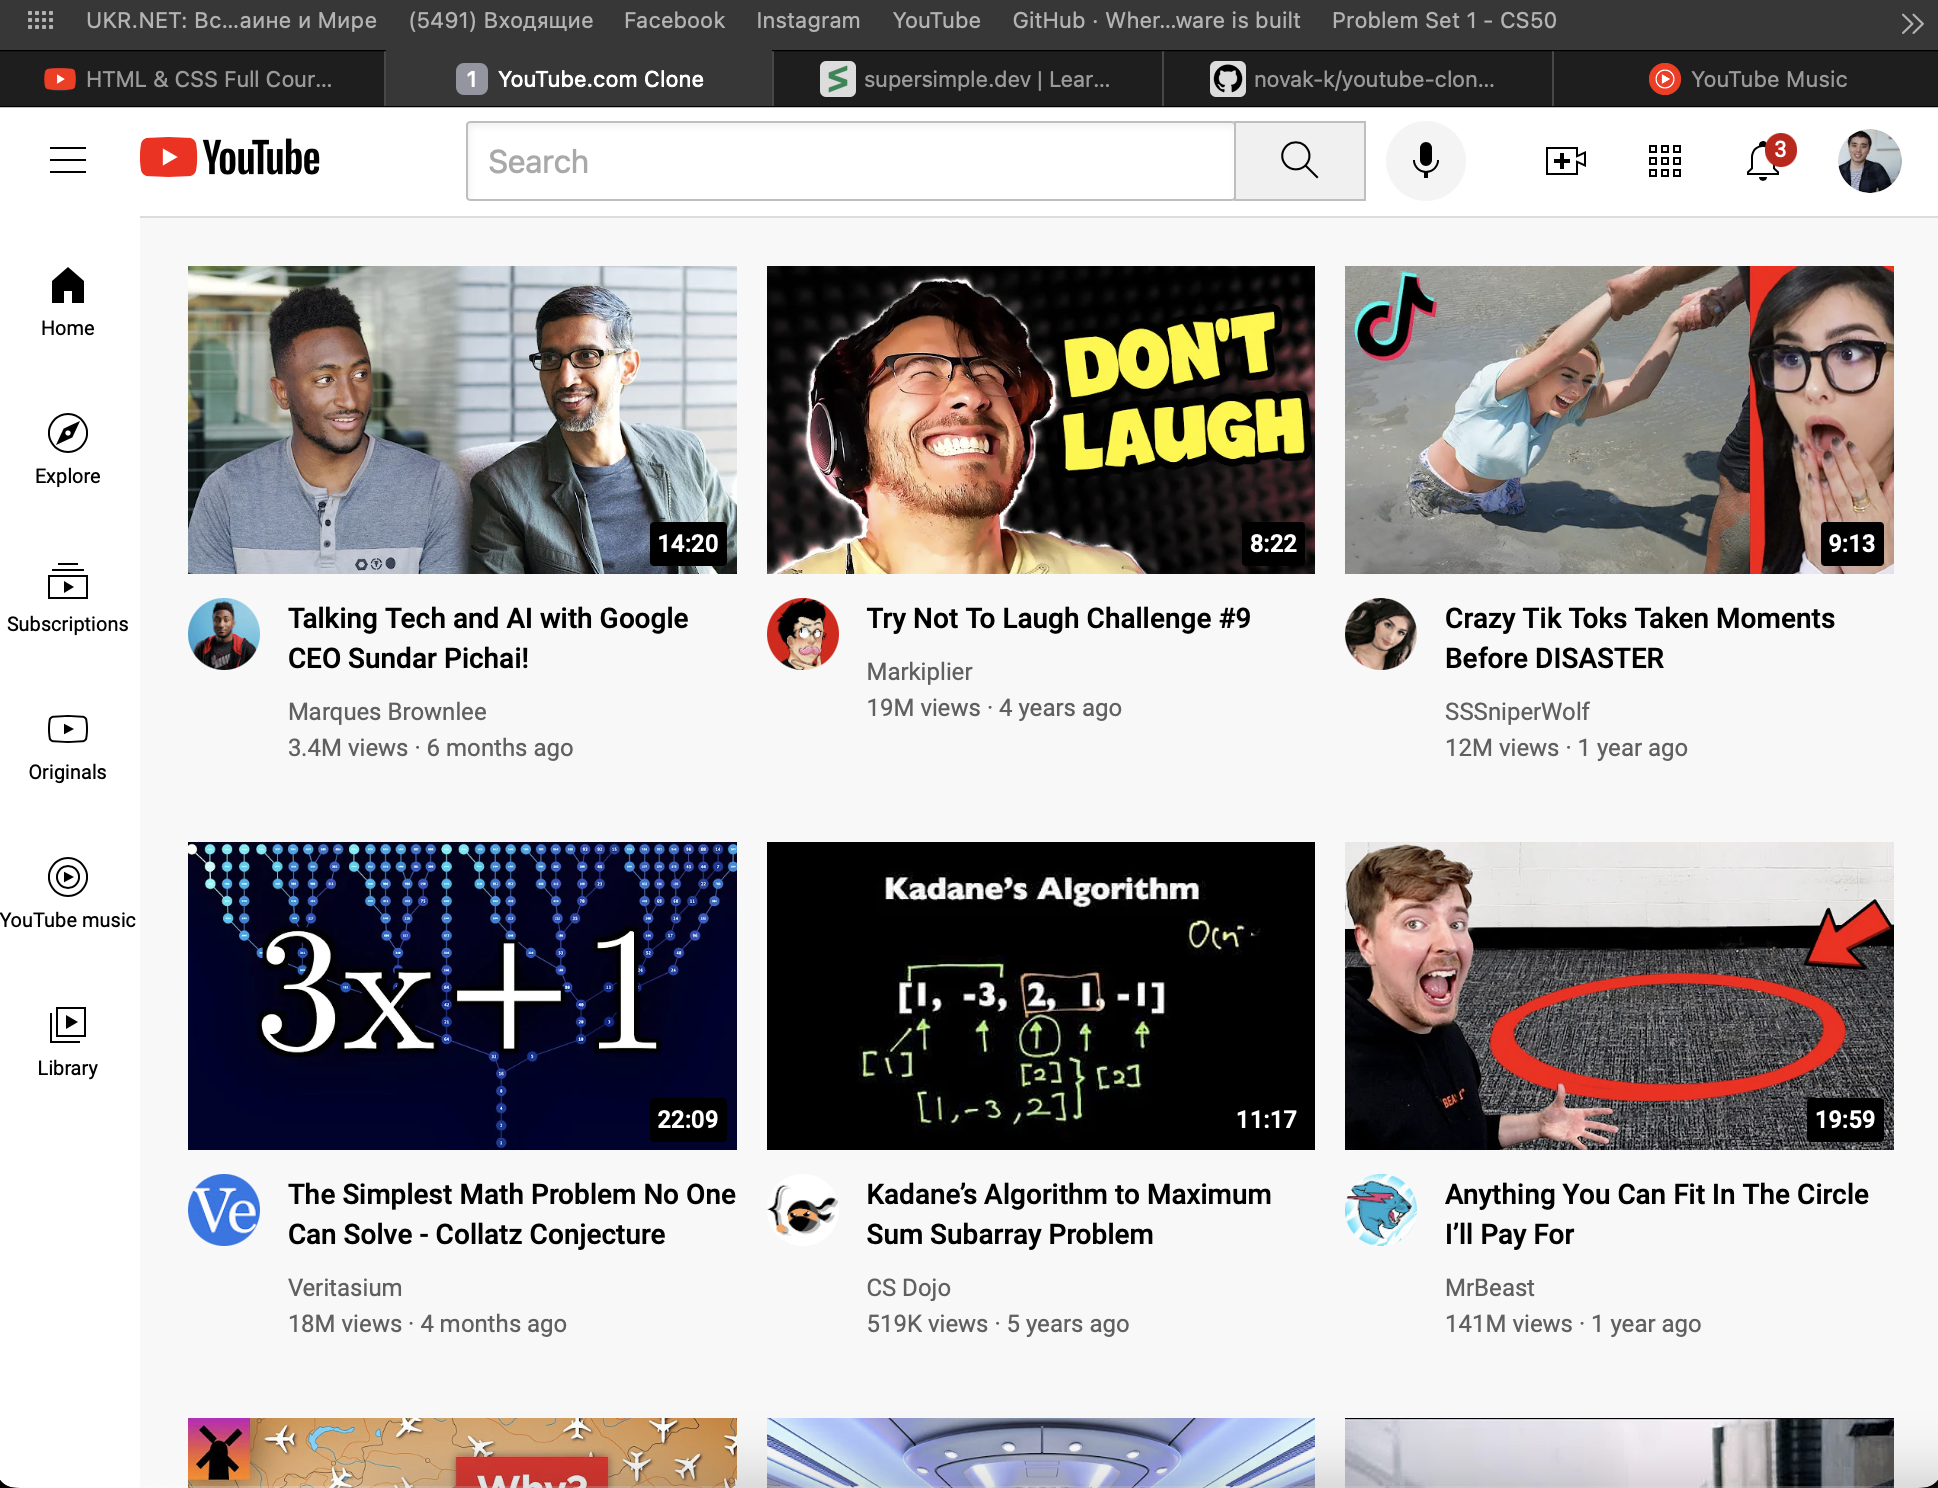 UKR.NET: Вс...аине и Мире
(5491) Входящие
Facebook
Instagram
YouTube
GitHub · Wher...ware is built
Problem Set 1 - CS50
HTML & CSS Full Cour...
1
YouTube.com Clone
supersimple.dev | Lear...
novak-k/youtube-clon...
YouTube Music
YouTube
Search
3
Home
Explore
Subscriptions
Originals
YouTube music
Library
14:20
Talking Tech and AI with Google
CEO Sundar Pichai!
Marques Brownlee
3.4M views · 6 months ago
DON'T
LAUGH
8:22
Try Not To Laugh Challenge #9
Markiplier
19M views · 4 years ago
9:13
Crazy Tik Toks Taken Moments
Before DISASTER
SSSniperWolf
12M views · 1 year ago
3x+1
22:09
Ve
The Simplest Math Problem No One
Can Solve - Collatz Conjecture
Veritasium
18M views · 4 months ago
Kadane's Algorithm
[1, -3, 2, 1, -1]
[1]
[2]
[2]
[1,-3,2]
11:17
Kadane’s Algorithm to Maximum
Sum Subarray Problem
CS Dojo
519K views · 5 years ago
19:59
Anything You Can Fit In The Circle
I’ll Pay For
MrBeast
141M views · 1 year ago
Why?